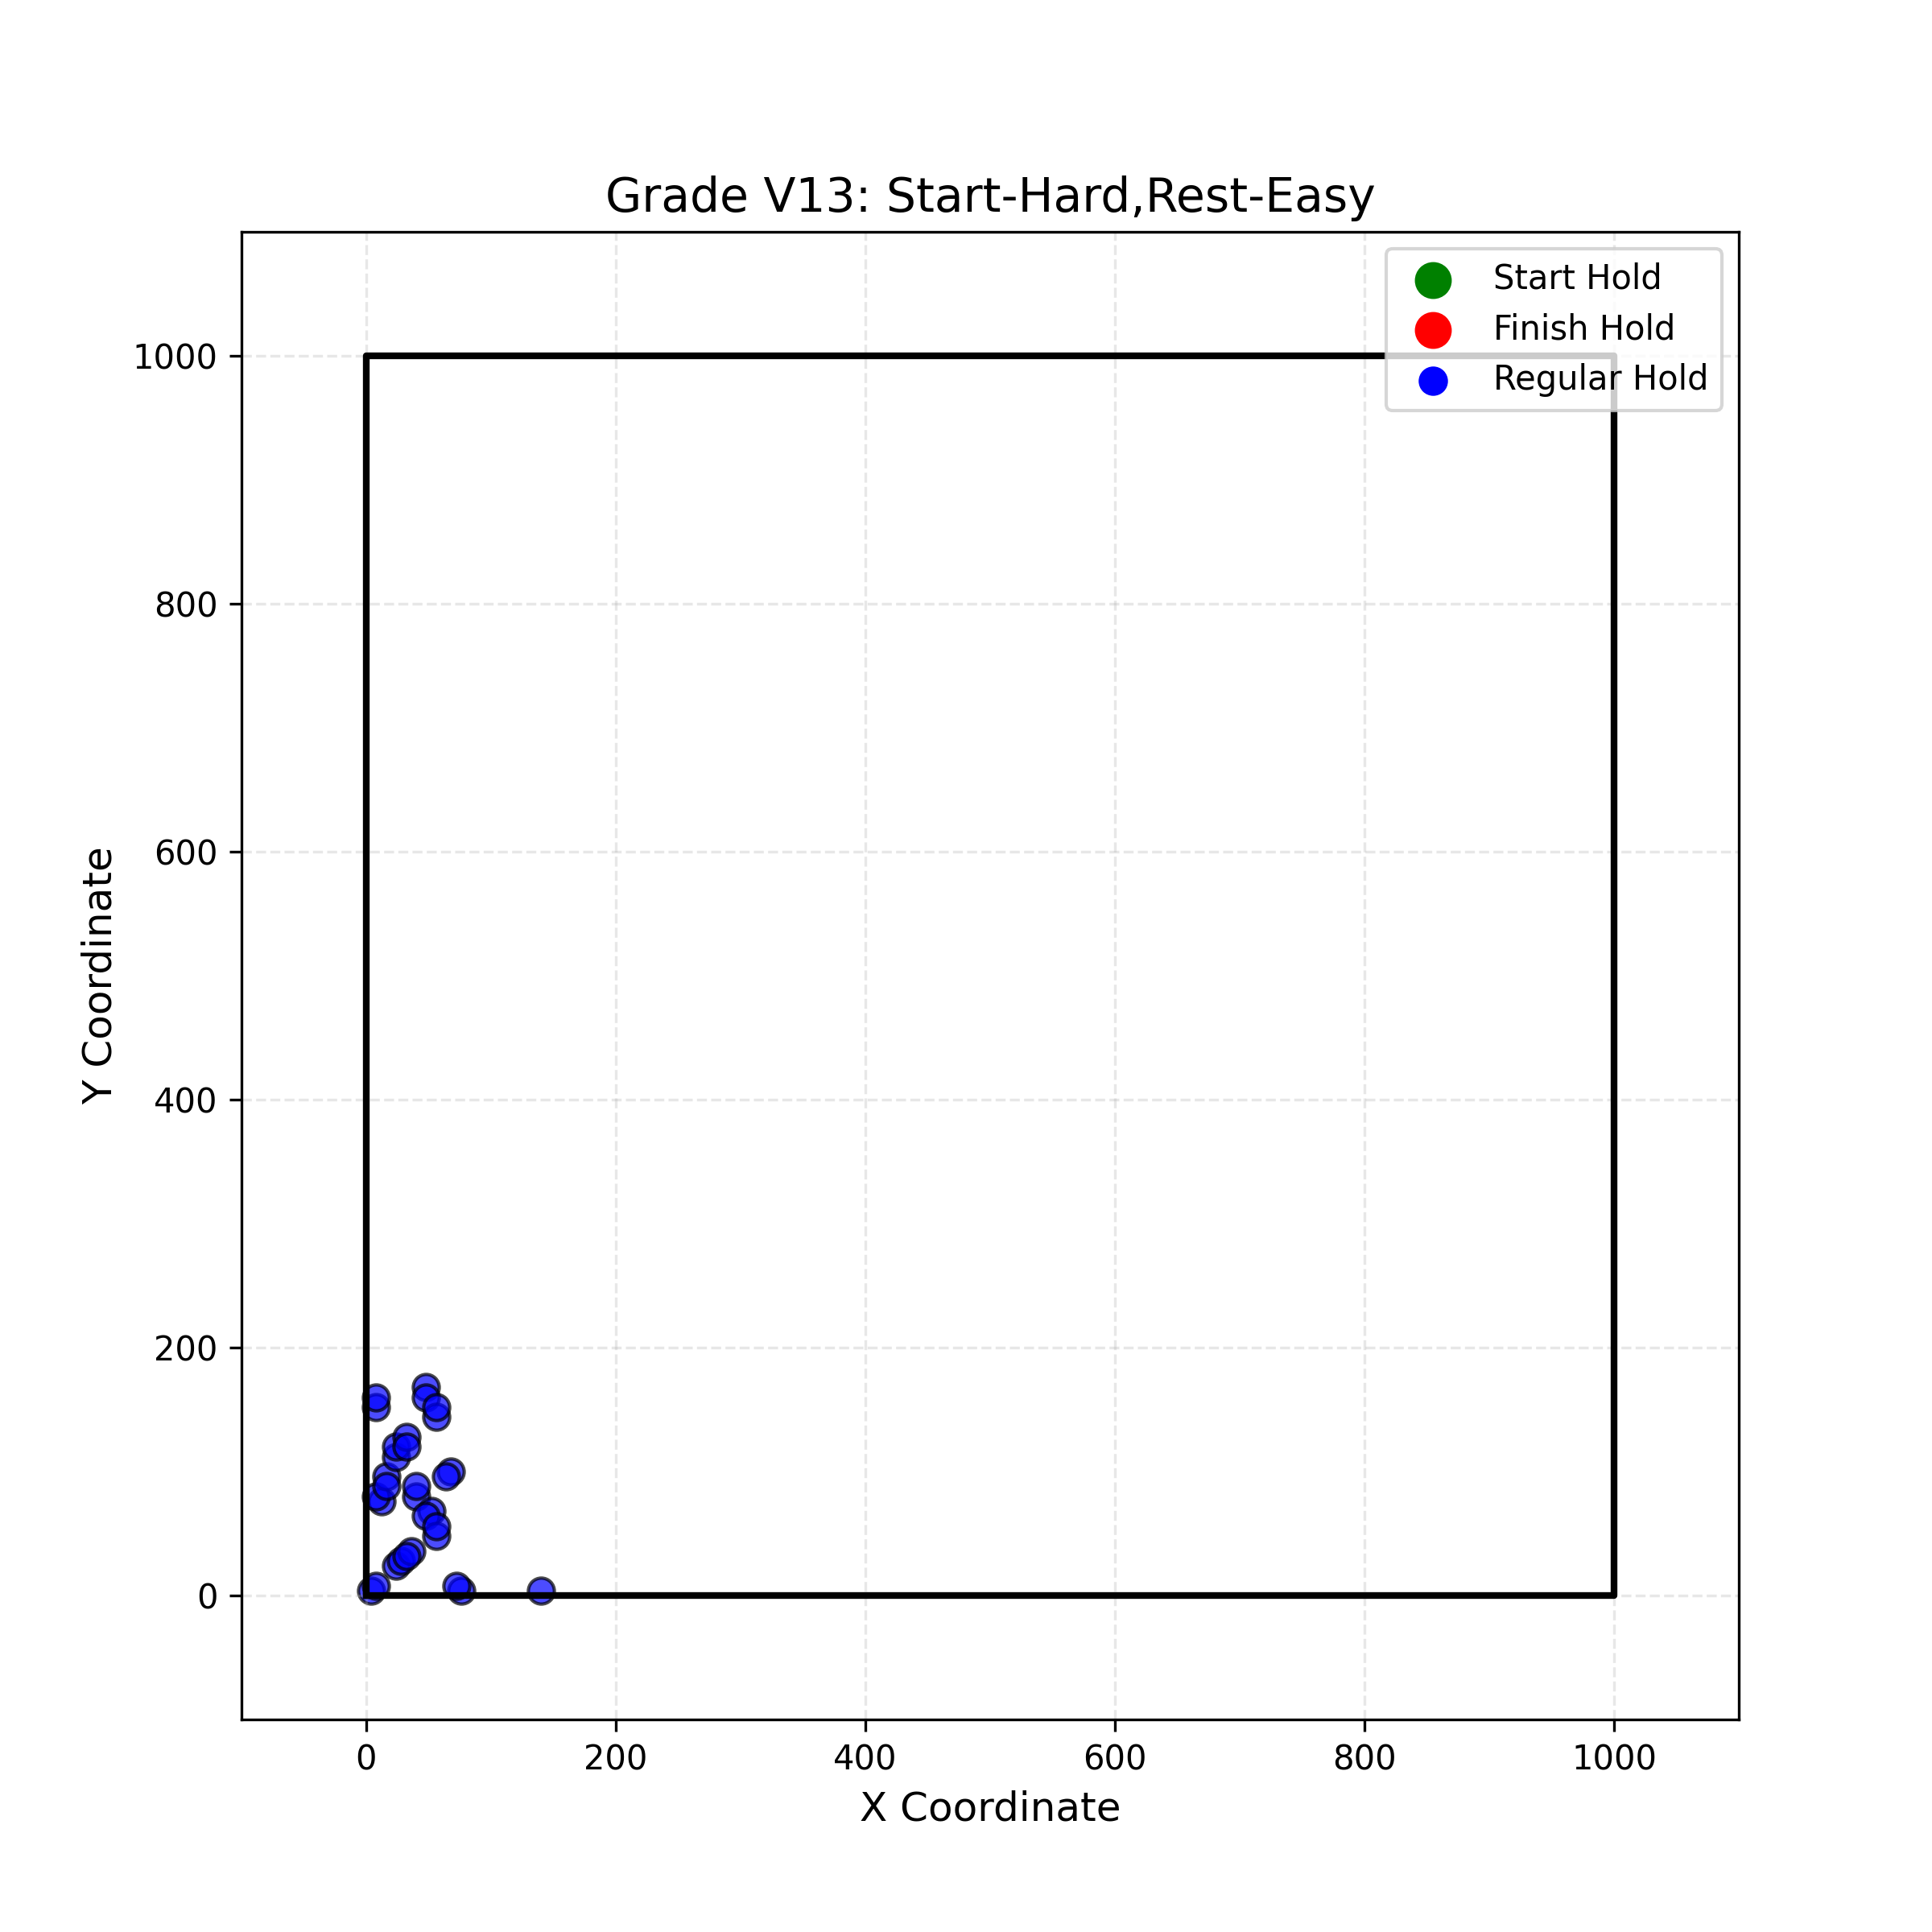 Grade V13: Start-Hard,Rest-Easy
Start Hold
Finish Hold
Regular Hold
1000
800
600
400
200
0
Y Coordinate
0 200 400 600 800 1000
X Coordinate